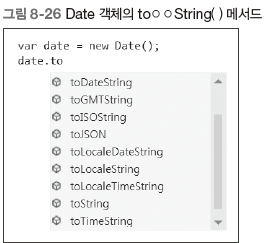 그림 8-26 Date 객체의 to○○String( ) 메서드
var date = new Date();
date.to
toDateString
toGMTString
toISOString
toJSON
toLocaleDateString
toLocaleString
toLocaleTimeString
toString
toTimeString